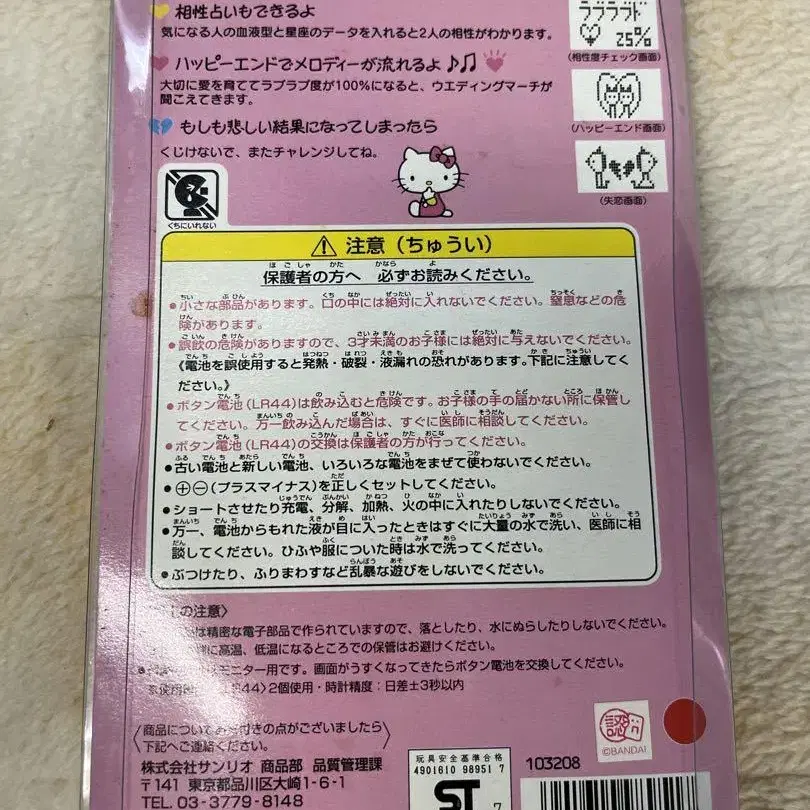 相性占いもできるよ
気になる人の血液型と星座のデータを入れると2人の相性がわかります。
ラブラブド
25%
(相性度チェック画面)
ハッピーエンドでメロディーが流れるよ♪♫
大切に愛を育ててラブラブ度が100%になると、ウエディングマーチが
聞こえてきます。
(ハッピーエンド画面)
もしも悲しい結果になってしまったら
くじけないで、またチャレンジしてね。
(失恋画面)
くちにいれない
注意(ちゅうい)
保護者の方へ 必ずお読みください。
●小さな部品があります。口の中には絶対に入れないでください。窒息などの危
険があります。
●誤飲の危険がありますので、3才未満のお子様には絶対に与えないでください。
《電池を誤使用すると発熱・破裂・液漏れの恐れがあります。下記に注意してく
ださい。》
●ボタン電池(LR44)は飲み込むと危険です。お子様の手の届かない所に保管し
てください。万一飲み込んだ場合は、すぐに医師に相談してください。
●ボタン電池(LR44)の交換は保護者の方が行ってください。
●古い電池と新しい電池、いろいろな電池をまぜて使わないでください。
●⊕⊖(プラスマイナス)を正しくセットしてください。
●ショートさせたり充電、分解、加熱、火の中に入れたりしないでください。
●万一、電池からもれた液が目に入ったときはすぐに大量の水で洗い、医師に相
談してください。ひふや服についた時は水で洗ってください。
●ぶつけたり、ふりまわすなど乱暴な遊びをしないでください。
の注意〉
は精密な電子部品で作られていますので、落としたり、水にぬらしたりしないでください。
に高温、低温になるところでの保管はお避けください。
モニター用です。画面がうすくなってきたらボタン電池を交換してください。
2個使用・時計精度:日差±3秒以内
商品について 付きの点がございましたら
下記へご連絡ください。
株式会社サンリオ 商品部 品質管理課
〒141 東京都品川区大崎1-6-1
TEL 03-3779-8148
玩具安全基準合格
4901610 98951 7
ST
7
103208
認
©BANDAI